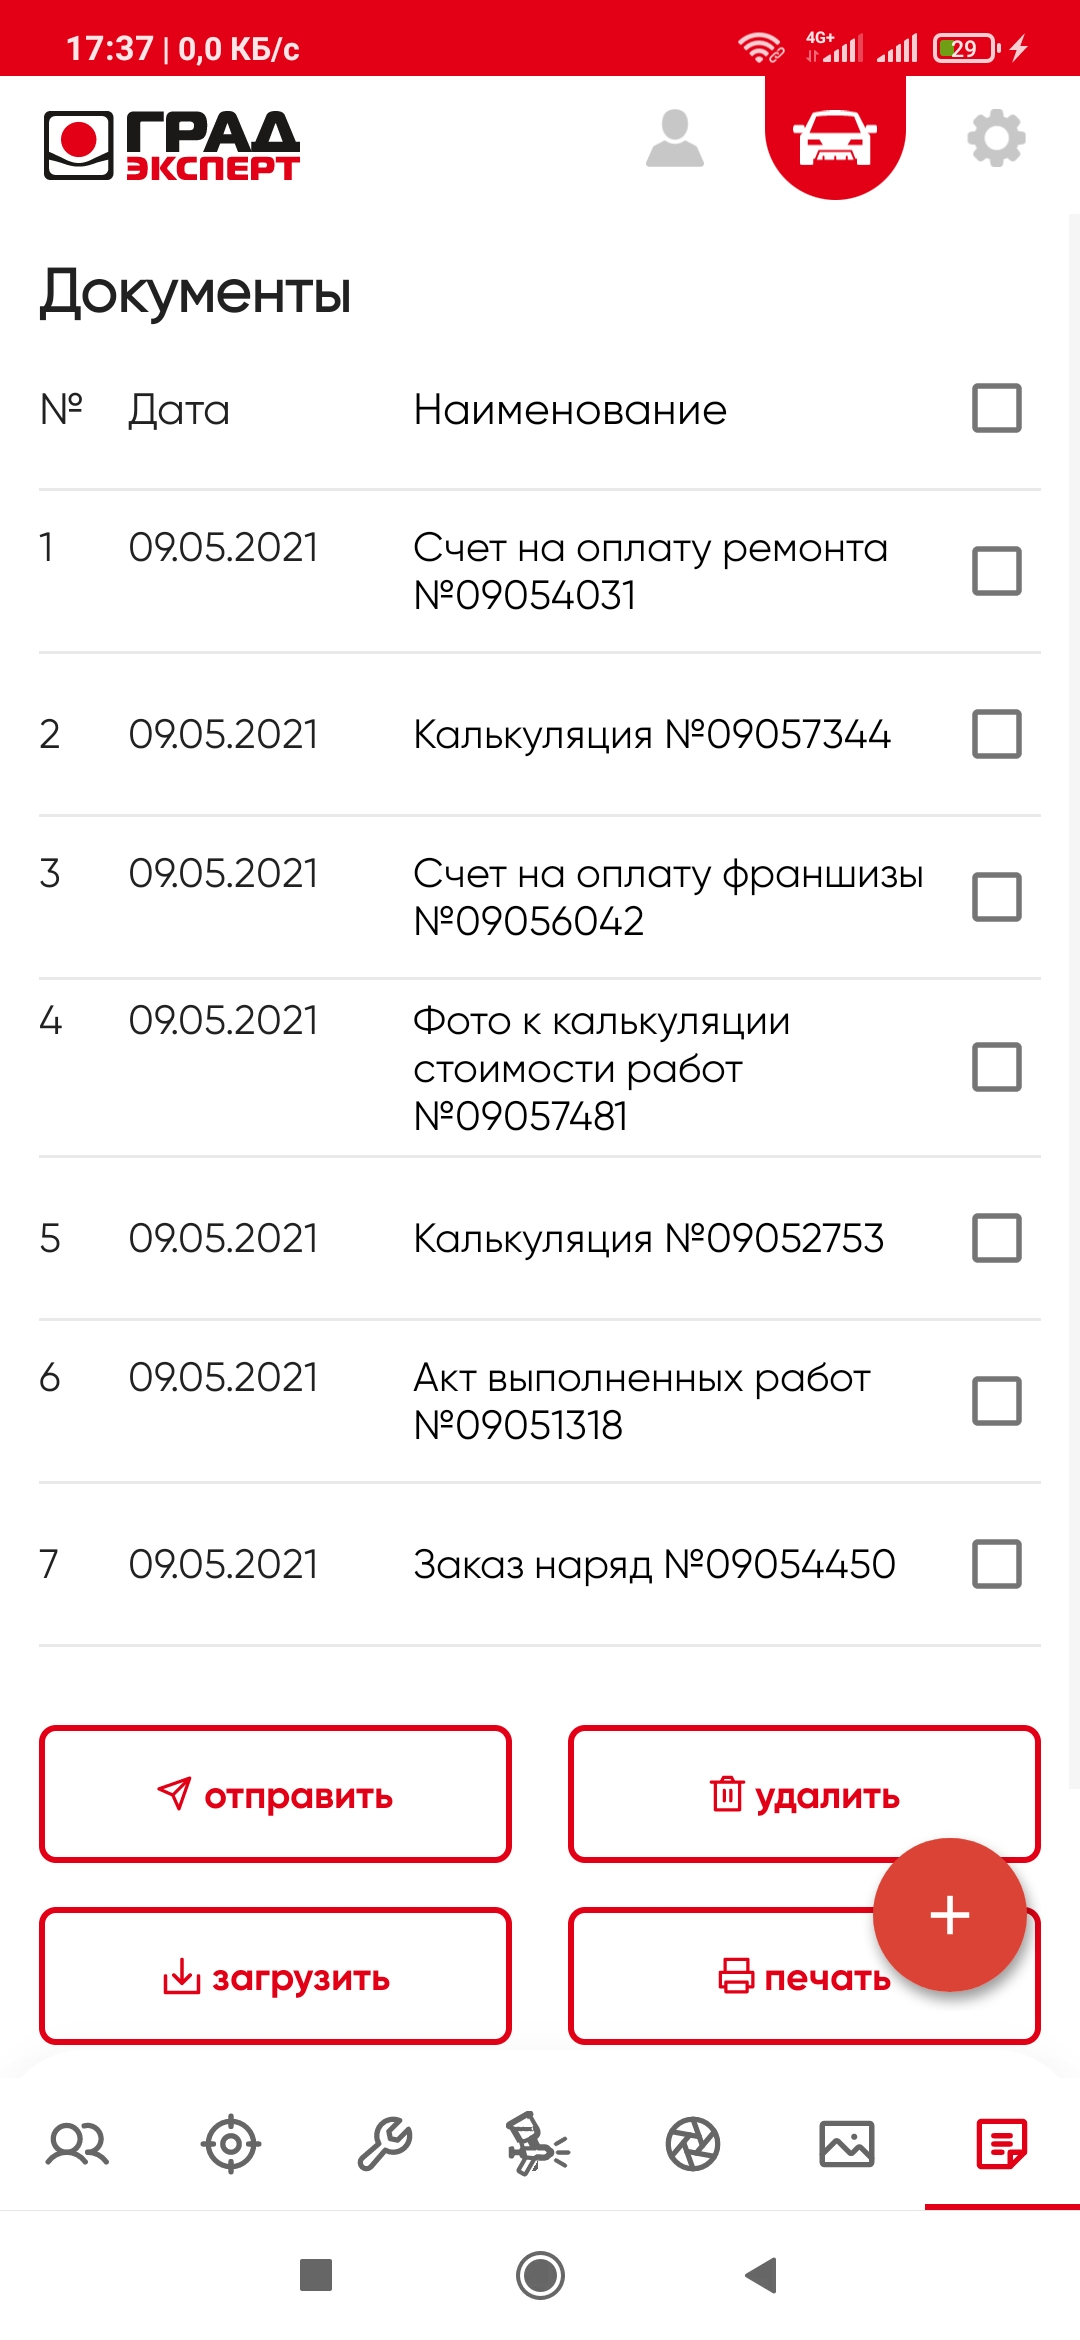 17:37 | 0,0 КБ/с
4G+
29
ГРАД
ЭКСПЕРТ
Документы
№ Дата Наименование
1 09.05.2021 Счет на оплату ремонта
№09054031
2 09.05.2021 Калькуляция №09057344
3 09.05.2021 Счет на оплату франшизы
№09056042
4 09.05.2021 Фото к калькуляции
стоимости работ
№09057481
5 09.05.2021 Калькуляция №09052753
6 09.05.2021 Акт выполненных работ
№09051318
7 09.05.2021 Заказ наряд №09054450
отправить
удалить
загрузить
печать